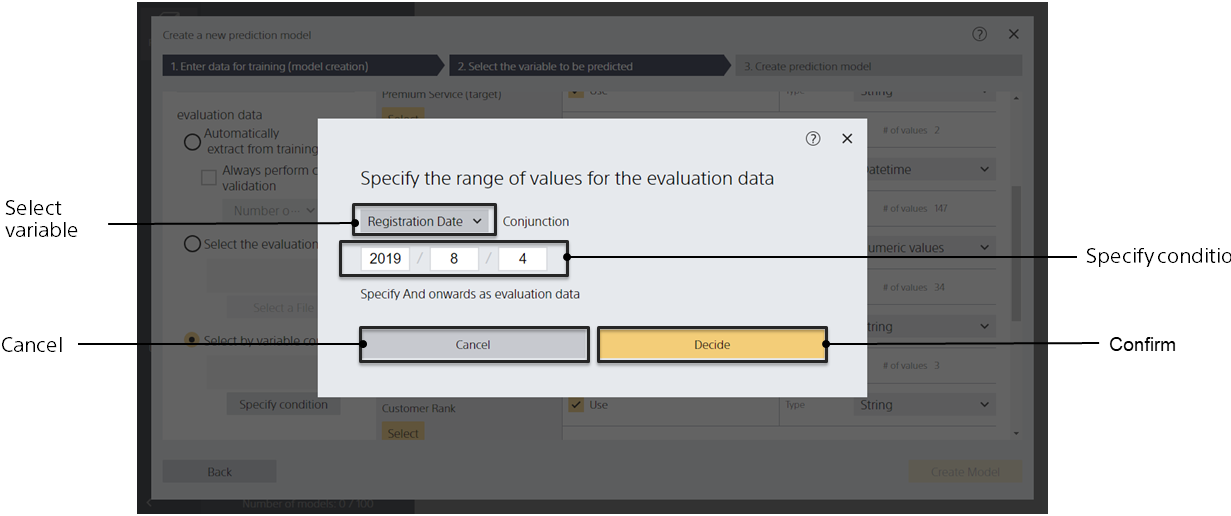 Create a new prediction model
1. Enter data for training (model creation)
2. Select the variable to be predicted
3. Create prediction model
Premium Service (target)
Select
Use
Type
String
evaluation data
Automatically
extract from training
Always perform c
validation
Number o···
# of values 2
Datetime
# of values 147
Specify the range of values for the evaluation data
Select
variable
Registration Date
Conjunction
Select the evaluation
umeric values
2019 / 8 / 4
Specify conditio
Specify And onwards as evaluation data
# of values 34
Select a File
tring
Cancel
Select by variable co
Cancel
Decide
Confirm
# of values 3
Specify condition
Customer Rank
Use
Type
String
Select
Back
Create Model
Number of models: 0 / 100